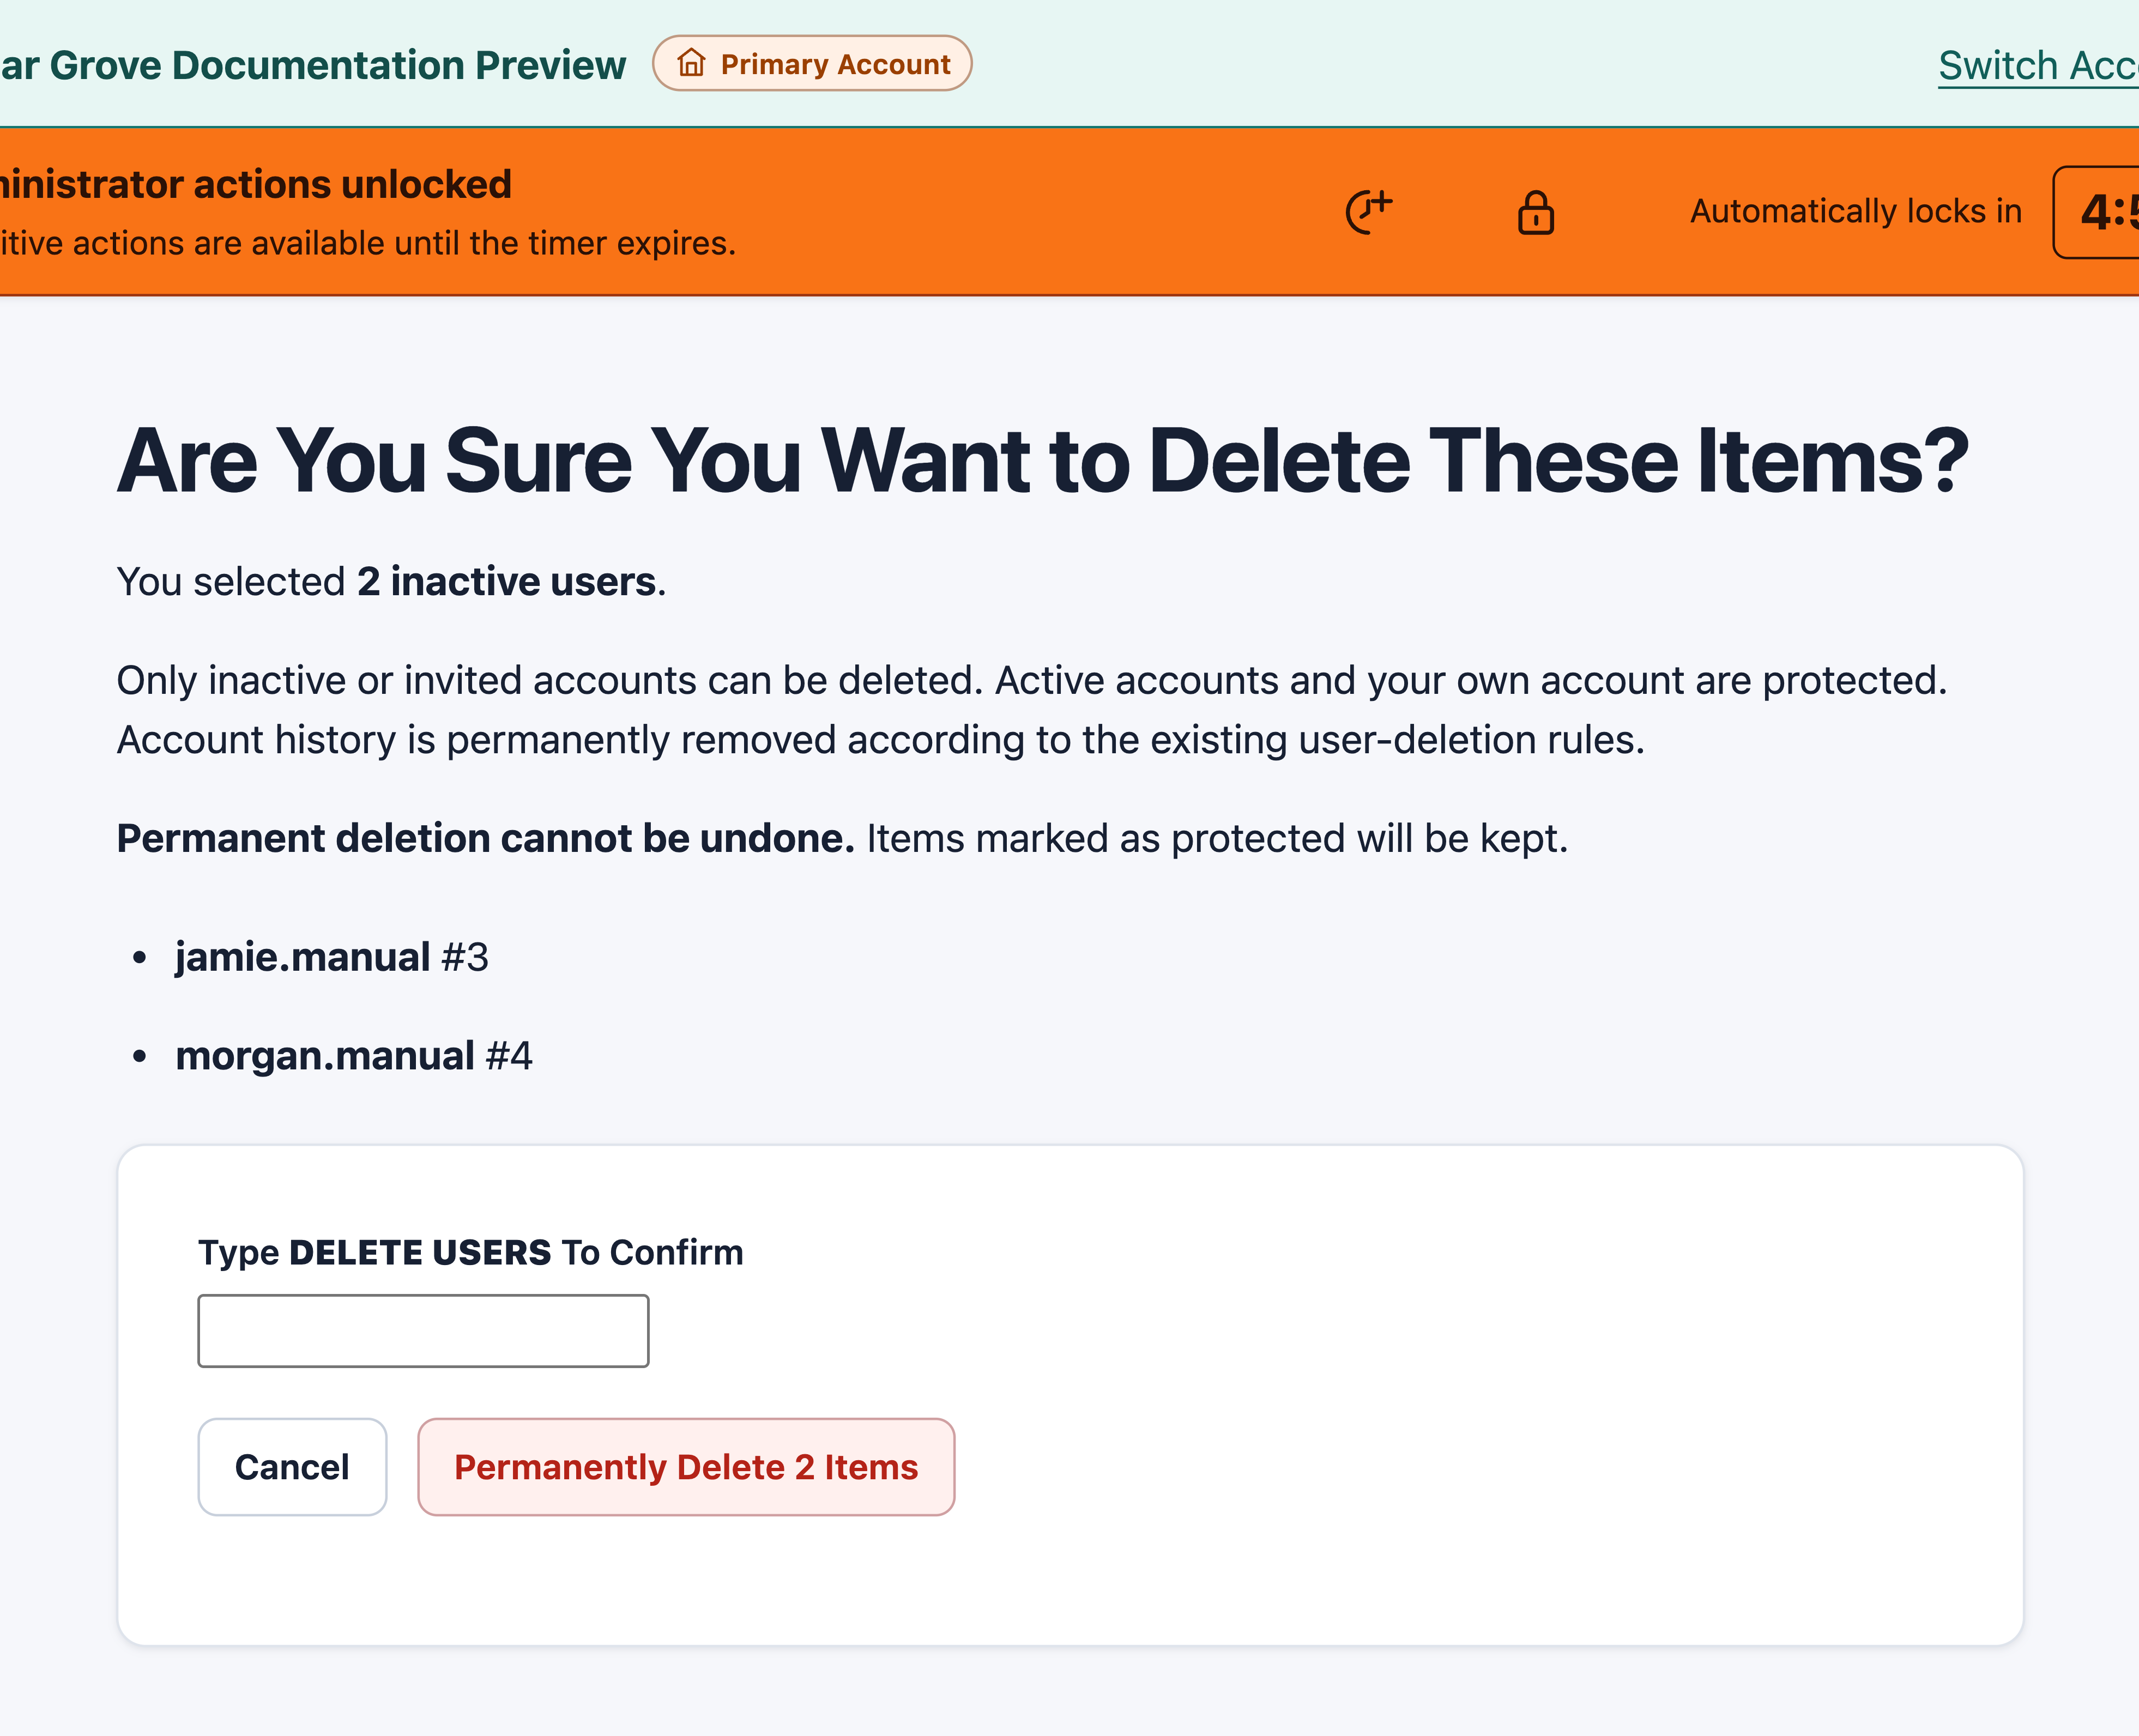 ar Grove Documentation Preview
Primary Account
Switch Acc
ninistrator actions unlocked
itive actions are available until the timer expires.
Automatically locks in
4:5
Are You Sure You Want to Delete These Items?
You selected 2 inactive users.
Only inactive or invited accounts can be deleted. Active accounts and your own account are protected.
Account history is permanently removed according to the existing user-deletion rules.
Permanent deletion cannot be undone. Items marked as protected will be kept.
• jamie.manual #3
• morgan.manual #4
Type DELETE USERS To Confirm
Cancel
Permanently Delete 2 Items